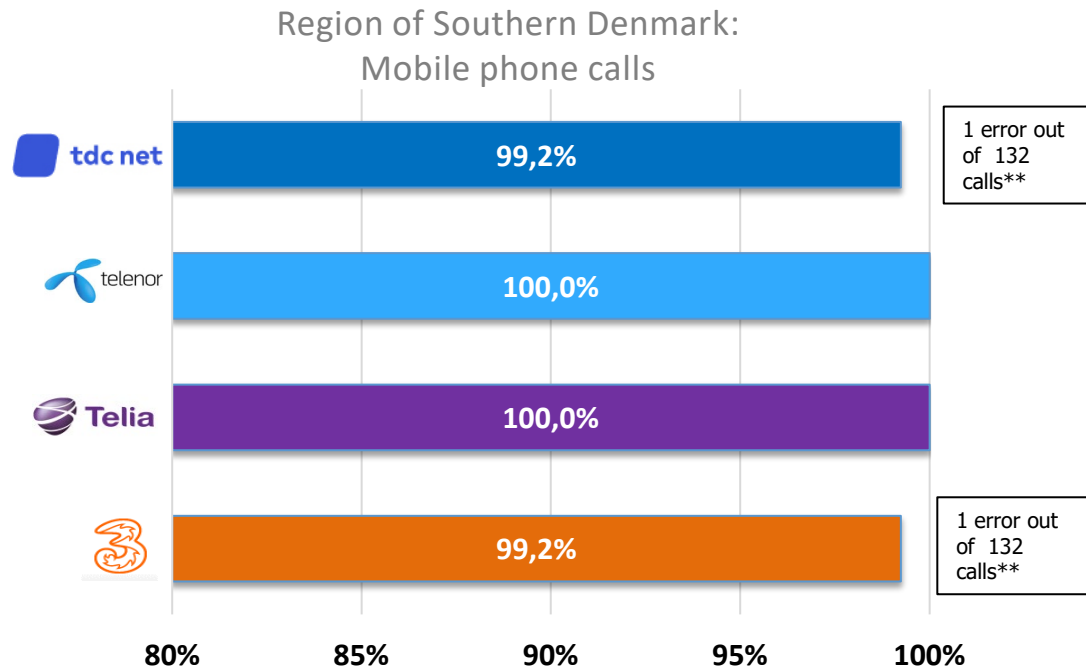 Region of Southern Denmark:
Mobile phone calls
tdc net
99,2%
1 error out
of 132
calls**
telenor
100,0%
Telia
100,0%
3
99,2%
1 error out
of 132
calls**
80%
85%
90%
95%
100%